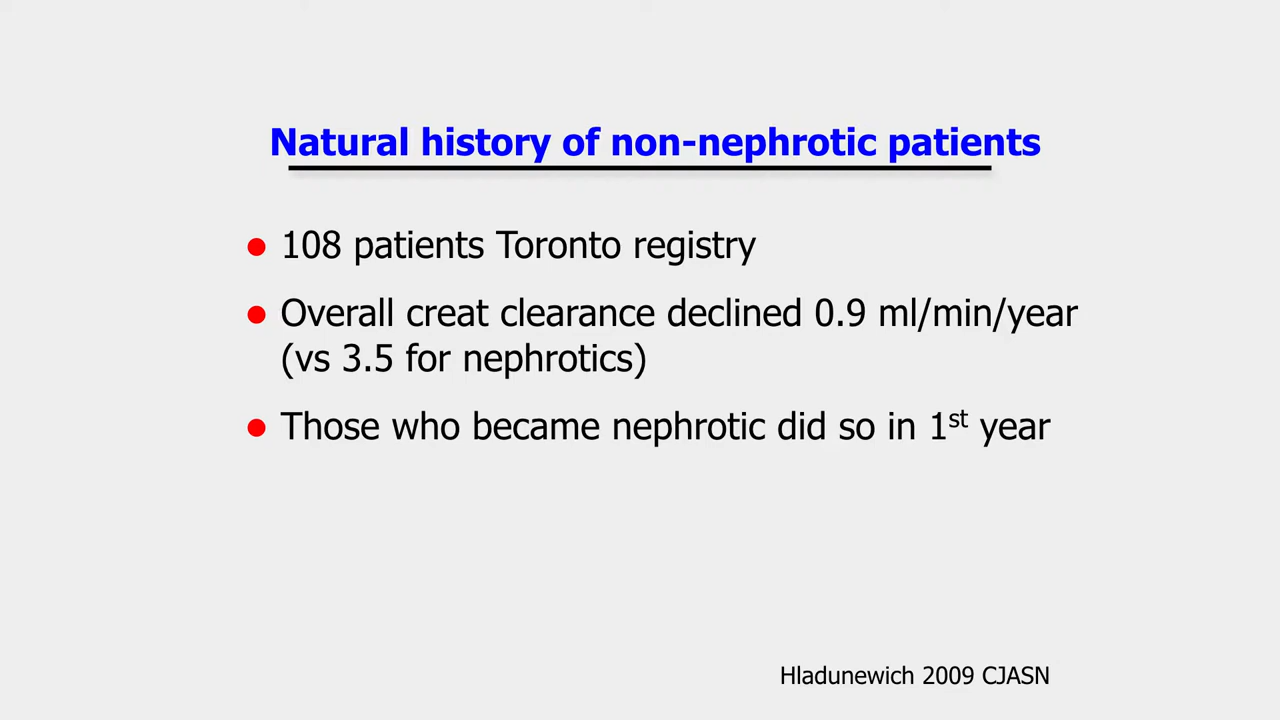 Natural history of non-nephrotic patients
● 108 patients Toronto registry
● Overall creat clearance declined 0.9 ml/min/year
(vs 3.5 for nephrotics)
● Those who became nephrotic did so in 1st year
Hladunewich 2009 CJASN